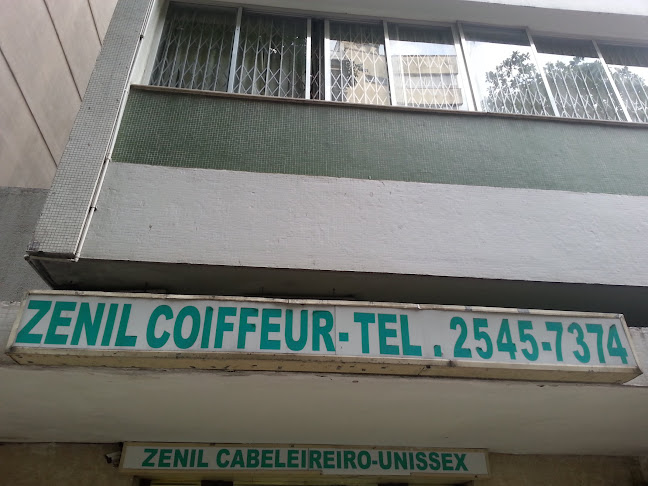 ZENIL COIFFEUR-TEL. 2545-7374
ZENIL CABELEIREIRO-UNISSEX